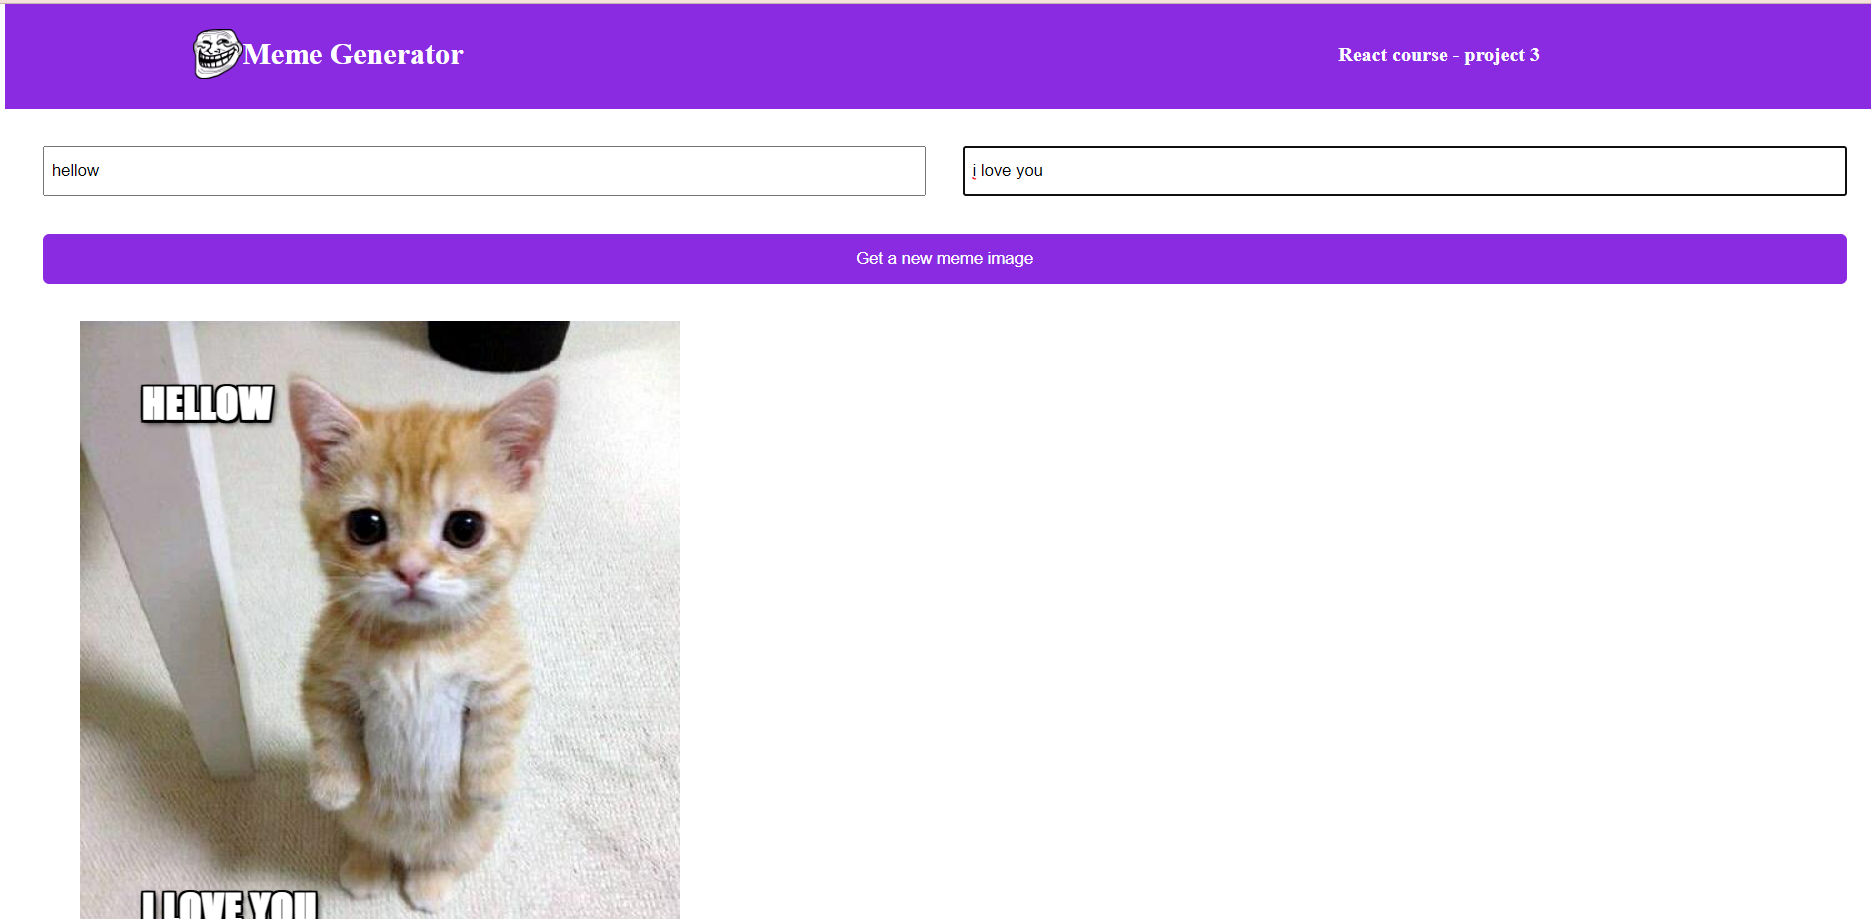 Meme Generator
React course - project 3
hellow
i love you
Get a new meme image
HELLOW
I LOVE YOU